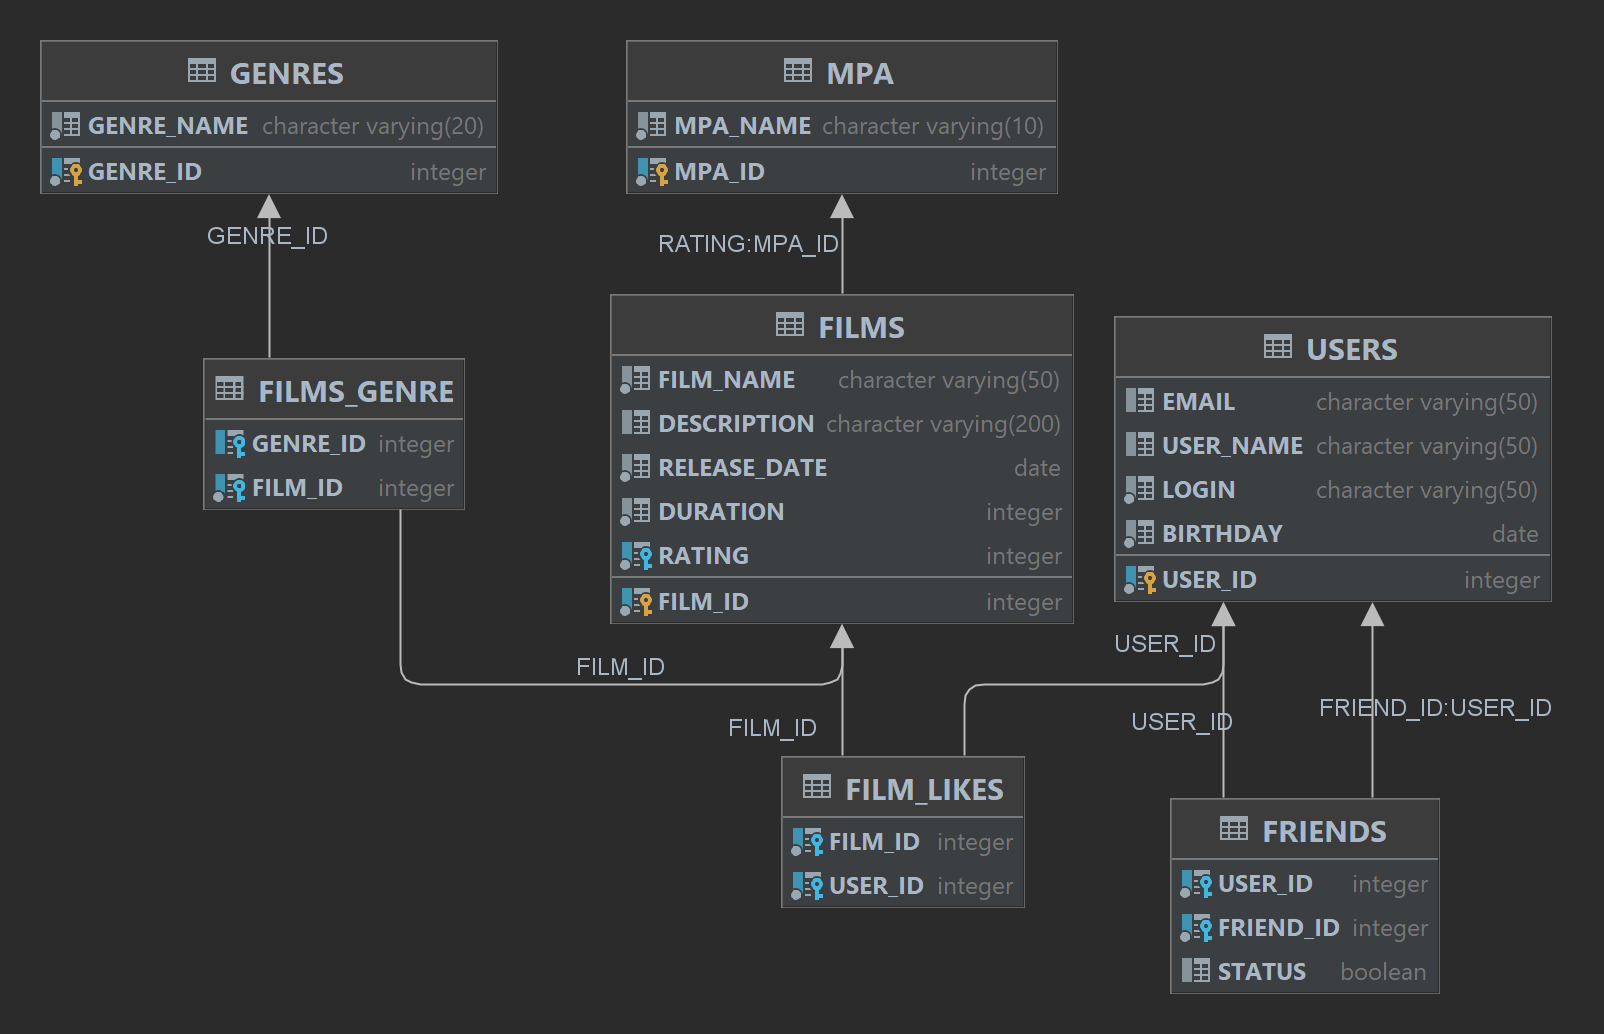 GENRES
GENRE_NAME character varying(20)
GENRE_ID integer
MPA
MPA_NAME character varying(10)
MPA_ID integer
GENRE_ID
RATING:MPA_ID
FILMS_GENRE
GENRE_ID integer
FILM_ID integer
FILMS
FILM_NAME character varying(50)
DESCRIPTION character varying(200)
RELEASE_DATE date
DURATION integer
RATING integer
FILM_ID integer
USERS
EMAIL character varying(50)
USER_NAME character varying(50)
LOGIN character varying(50)
BIRTHDAY date
USER_ID integer
FILM_ID
FILM_ID
USER_ID
USER_ID
FRIEND_ID:USER_ID
FILM_LIKES
FILM_ID integer
USER_ID integer
FRIENDS
USER_ID integer
FRIEND_ID integer
STATUS boolean